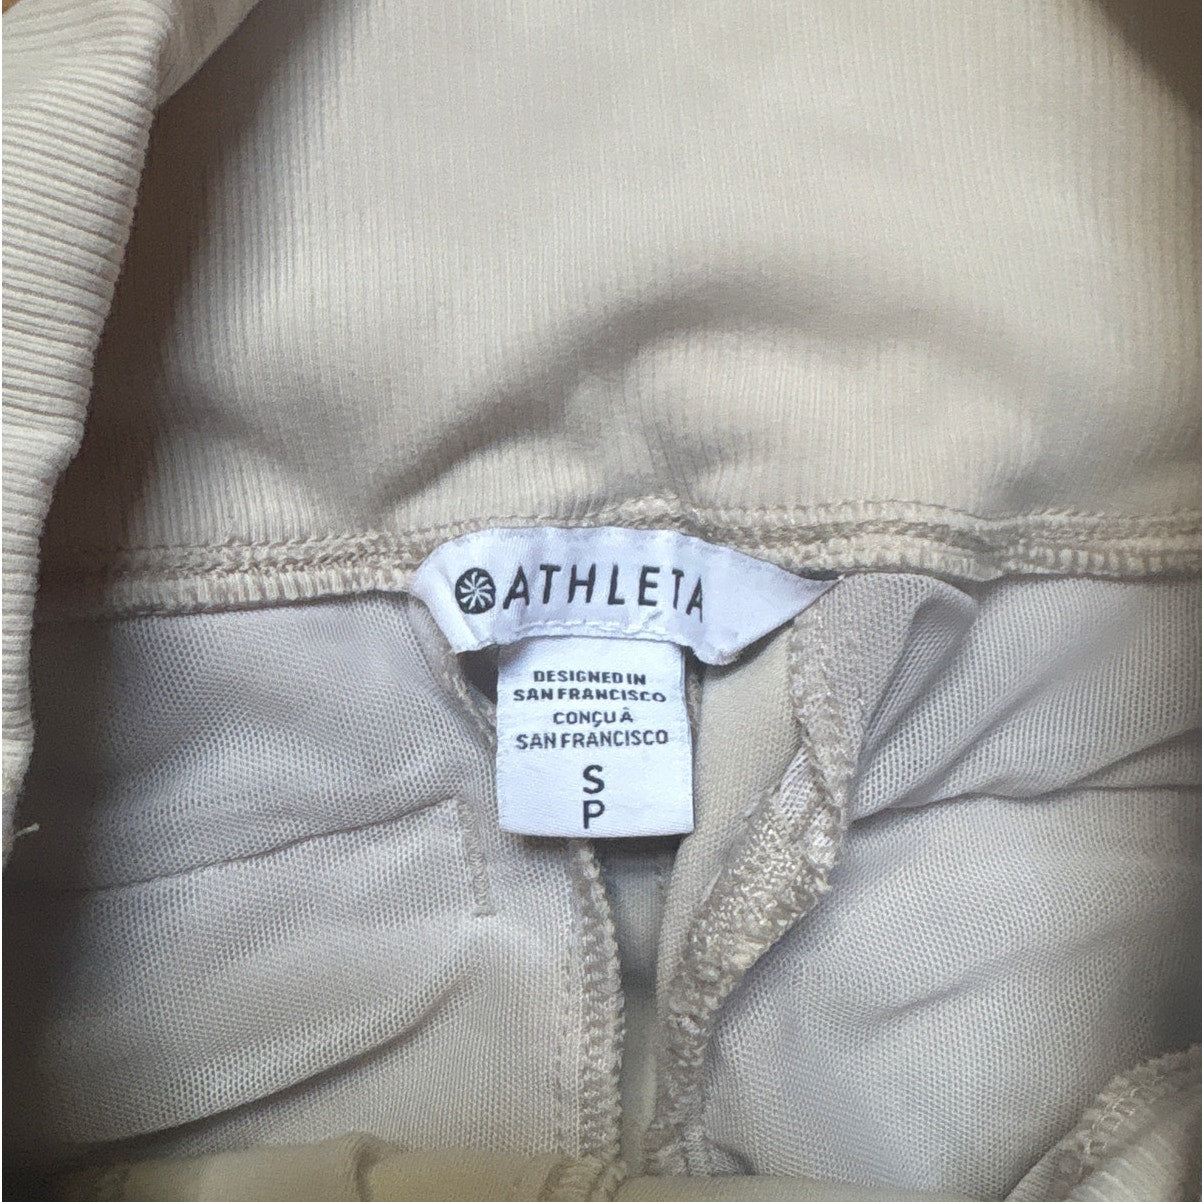 ATHLETA
DESIGNED IN
SAN FRANCISCO
CONÇU À
SAN FRANCISCO
S
P